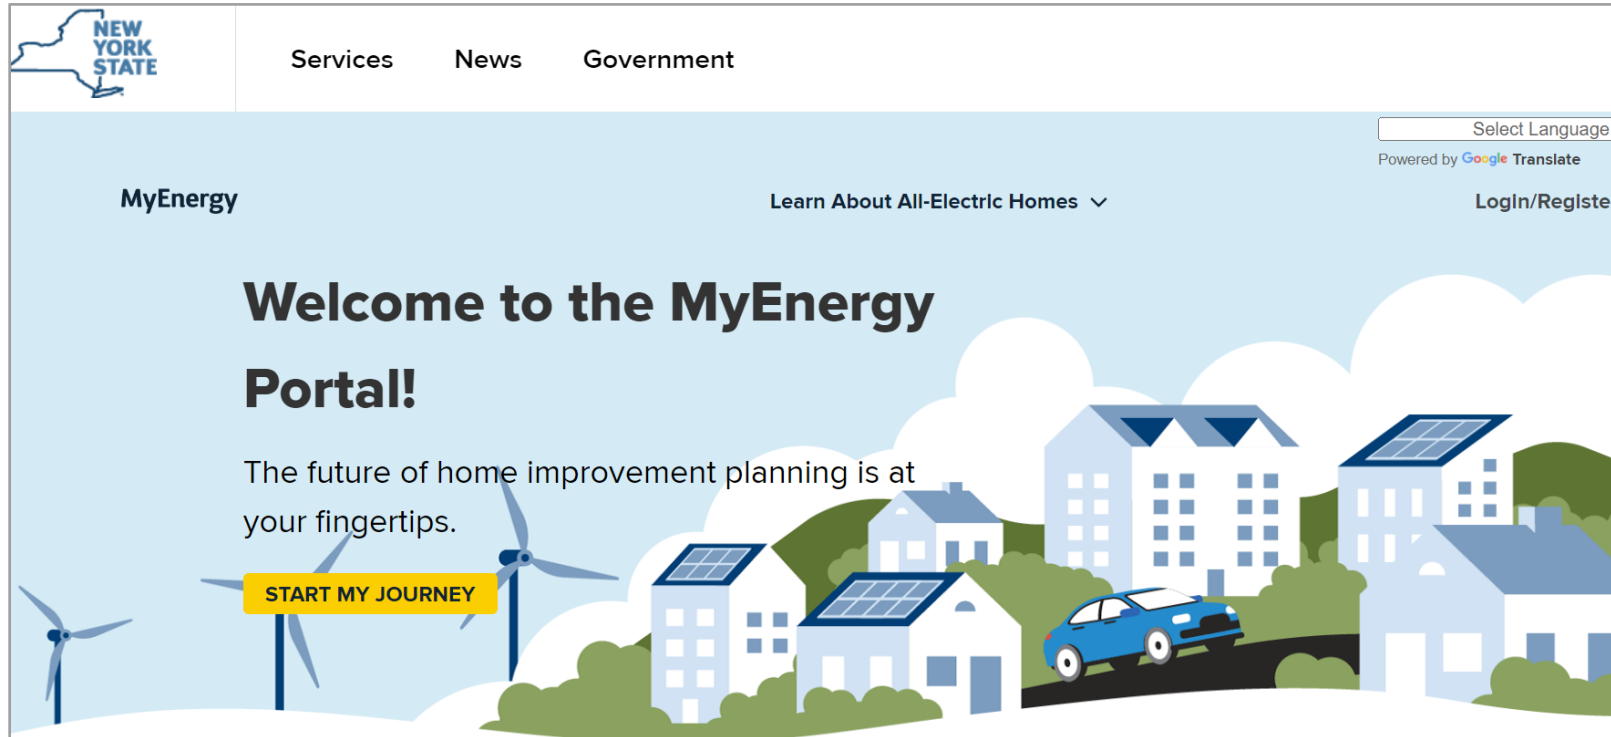 NEW
YORK
STATE
Services News Government
Select Language
Powered by Google Translate
MyEnergy
Learn About All-Electric Homes
Login/Registe
Welcome to the MyEnergy
Portal!
The future of home improvement planning is at
your fingertips.
START MY JOURNEY